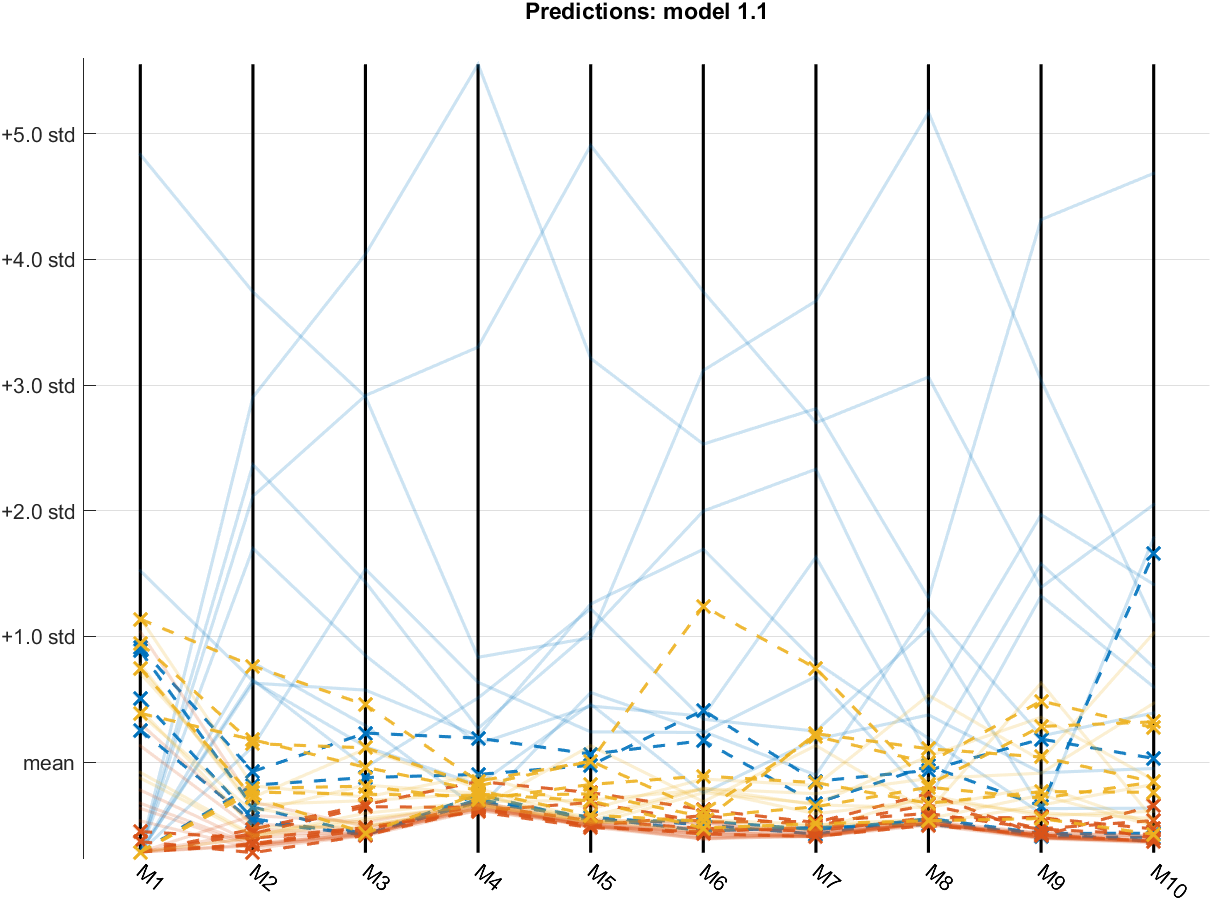 Predictions: model 1.1
+5.0 std
+4.0 std
+3.0 std
+2.0 std
+1.0 std
mean
M1 M2 M3 M4 M5 M6 M7 M8 M9 M10